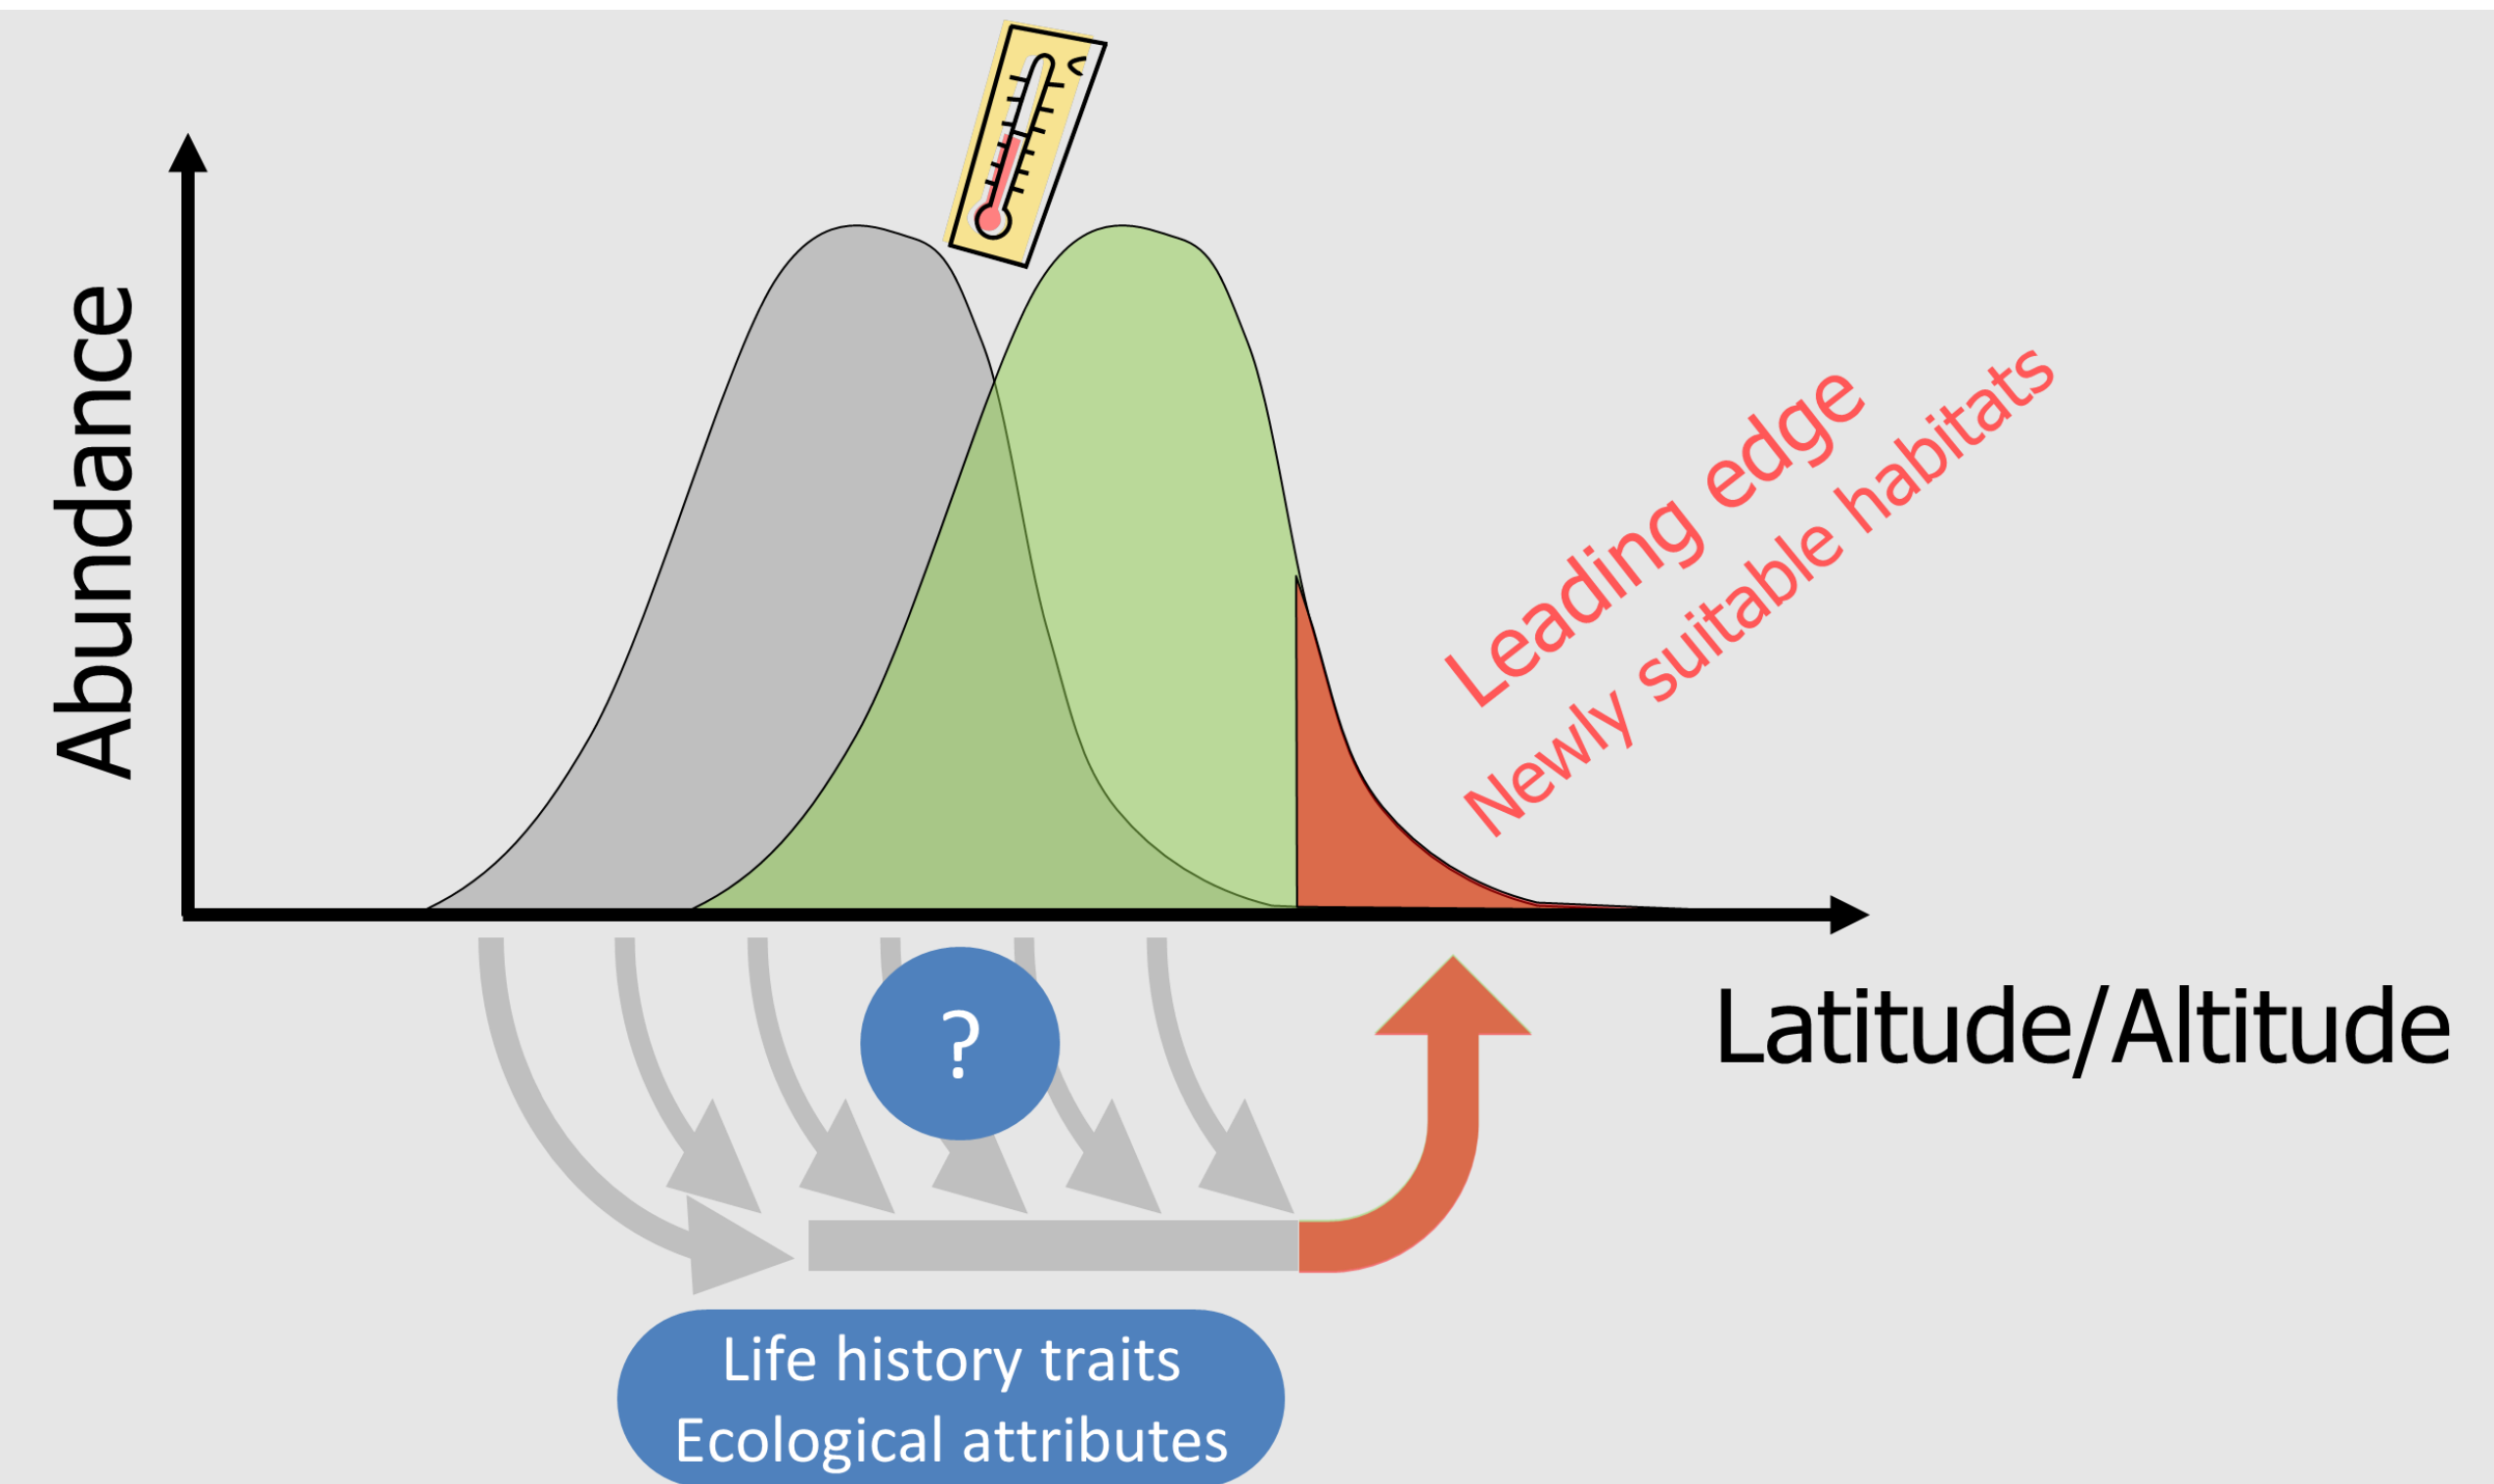 Abundance
Leading edge
Newly suitable habitats
?
Latitude/Altitude
Life history traits
Ecological attributes